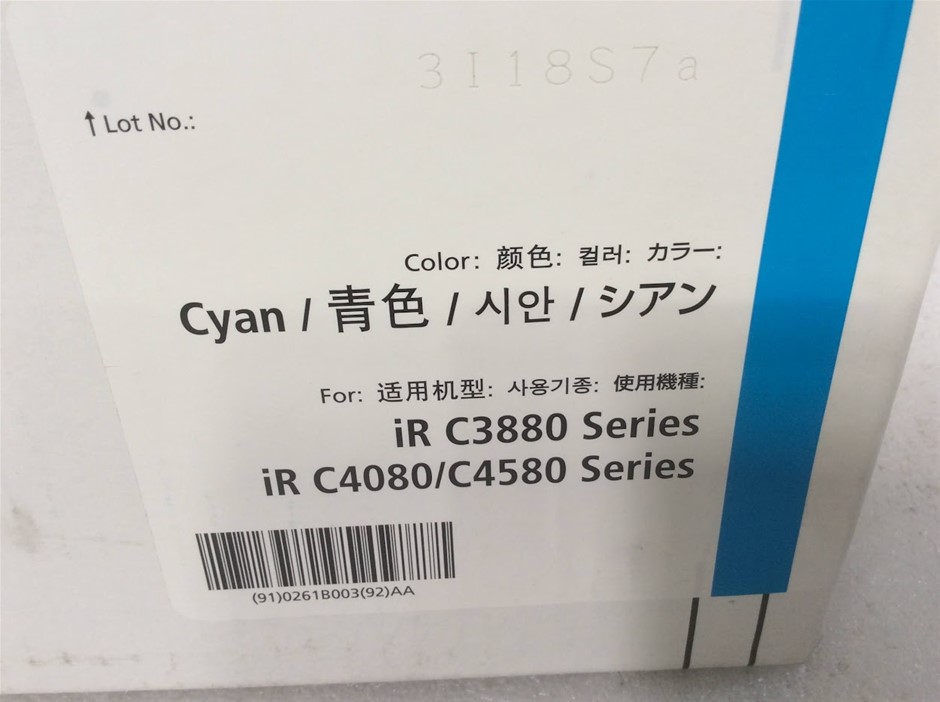 3I18S7a
↑Lot No.:
Color: 颜色: 컬러: カラー:
Cyan / 青色 / 시안 / シアン
For: 适用机型: 사용기종: 使用機種:
iR C3880 Series
iR C4080/C4580 Series
(91)0261B003(92)AA